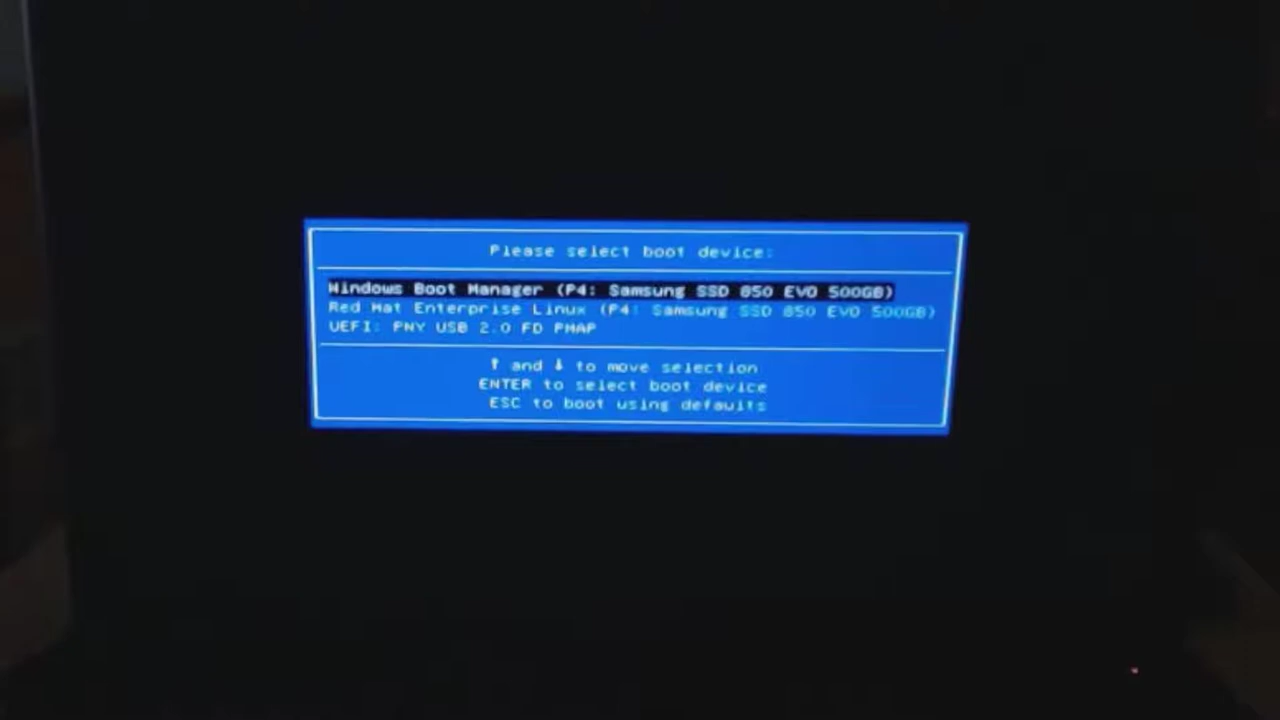 Please select boot device:
Windows Boot Manager (P4: Samsung SSD 850 EVO 500GB)
Red Hat Enterprise Linux (P4: Samsung SSD 850 EVO 500GB)
UEFI: PNY USB 2.0 FD PMAP
↑ and ↓ to move selection
ENTER to select boot device
ESC to boot using defaults